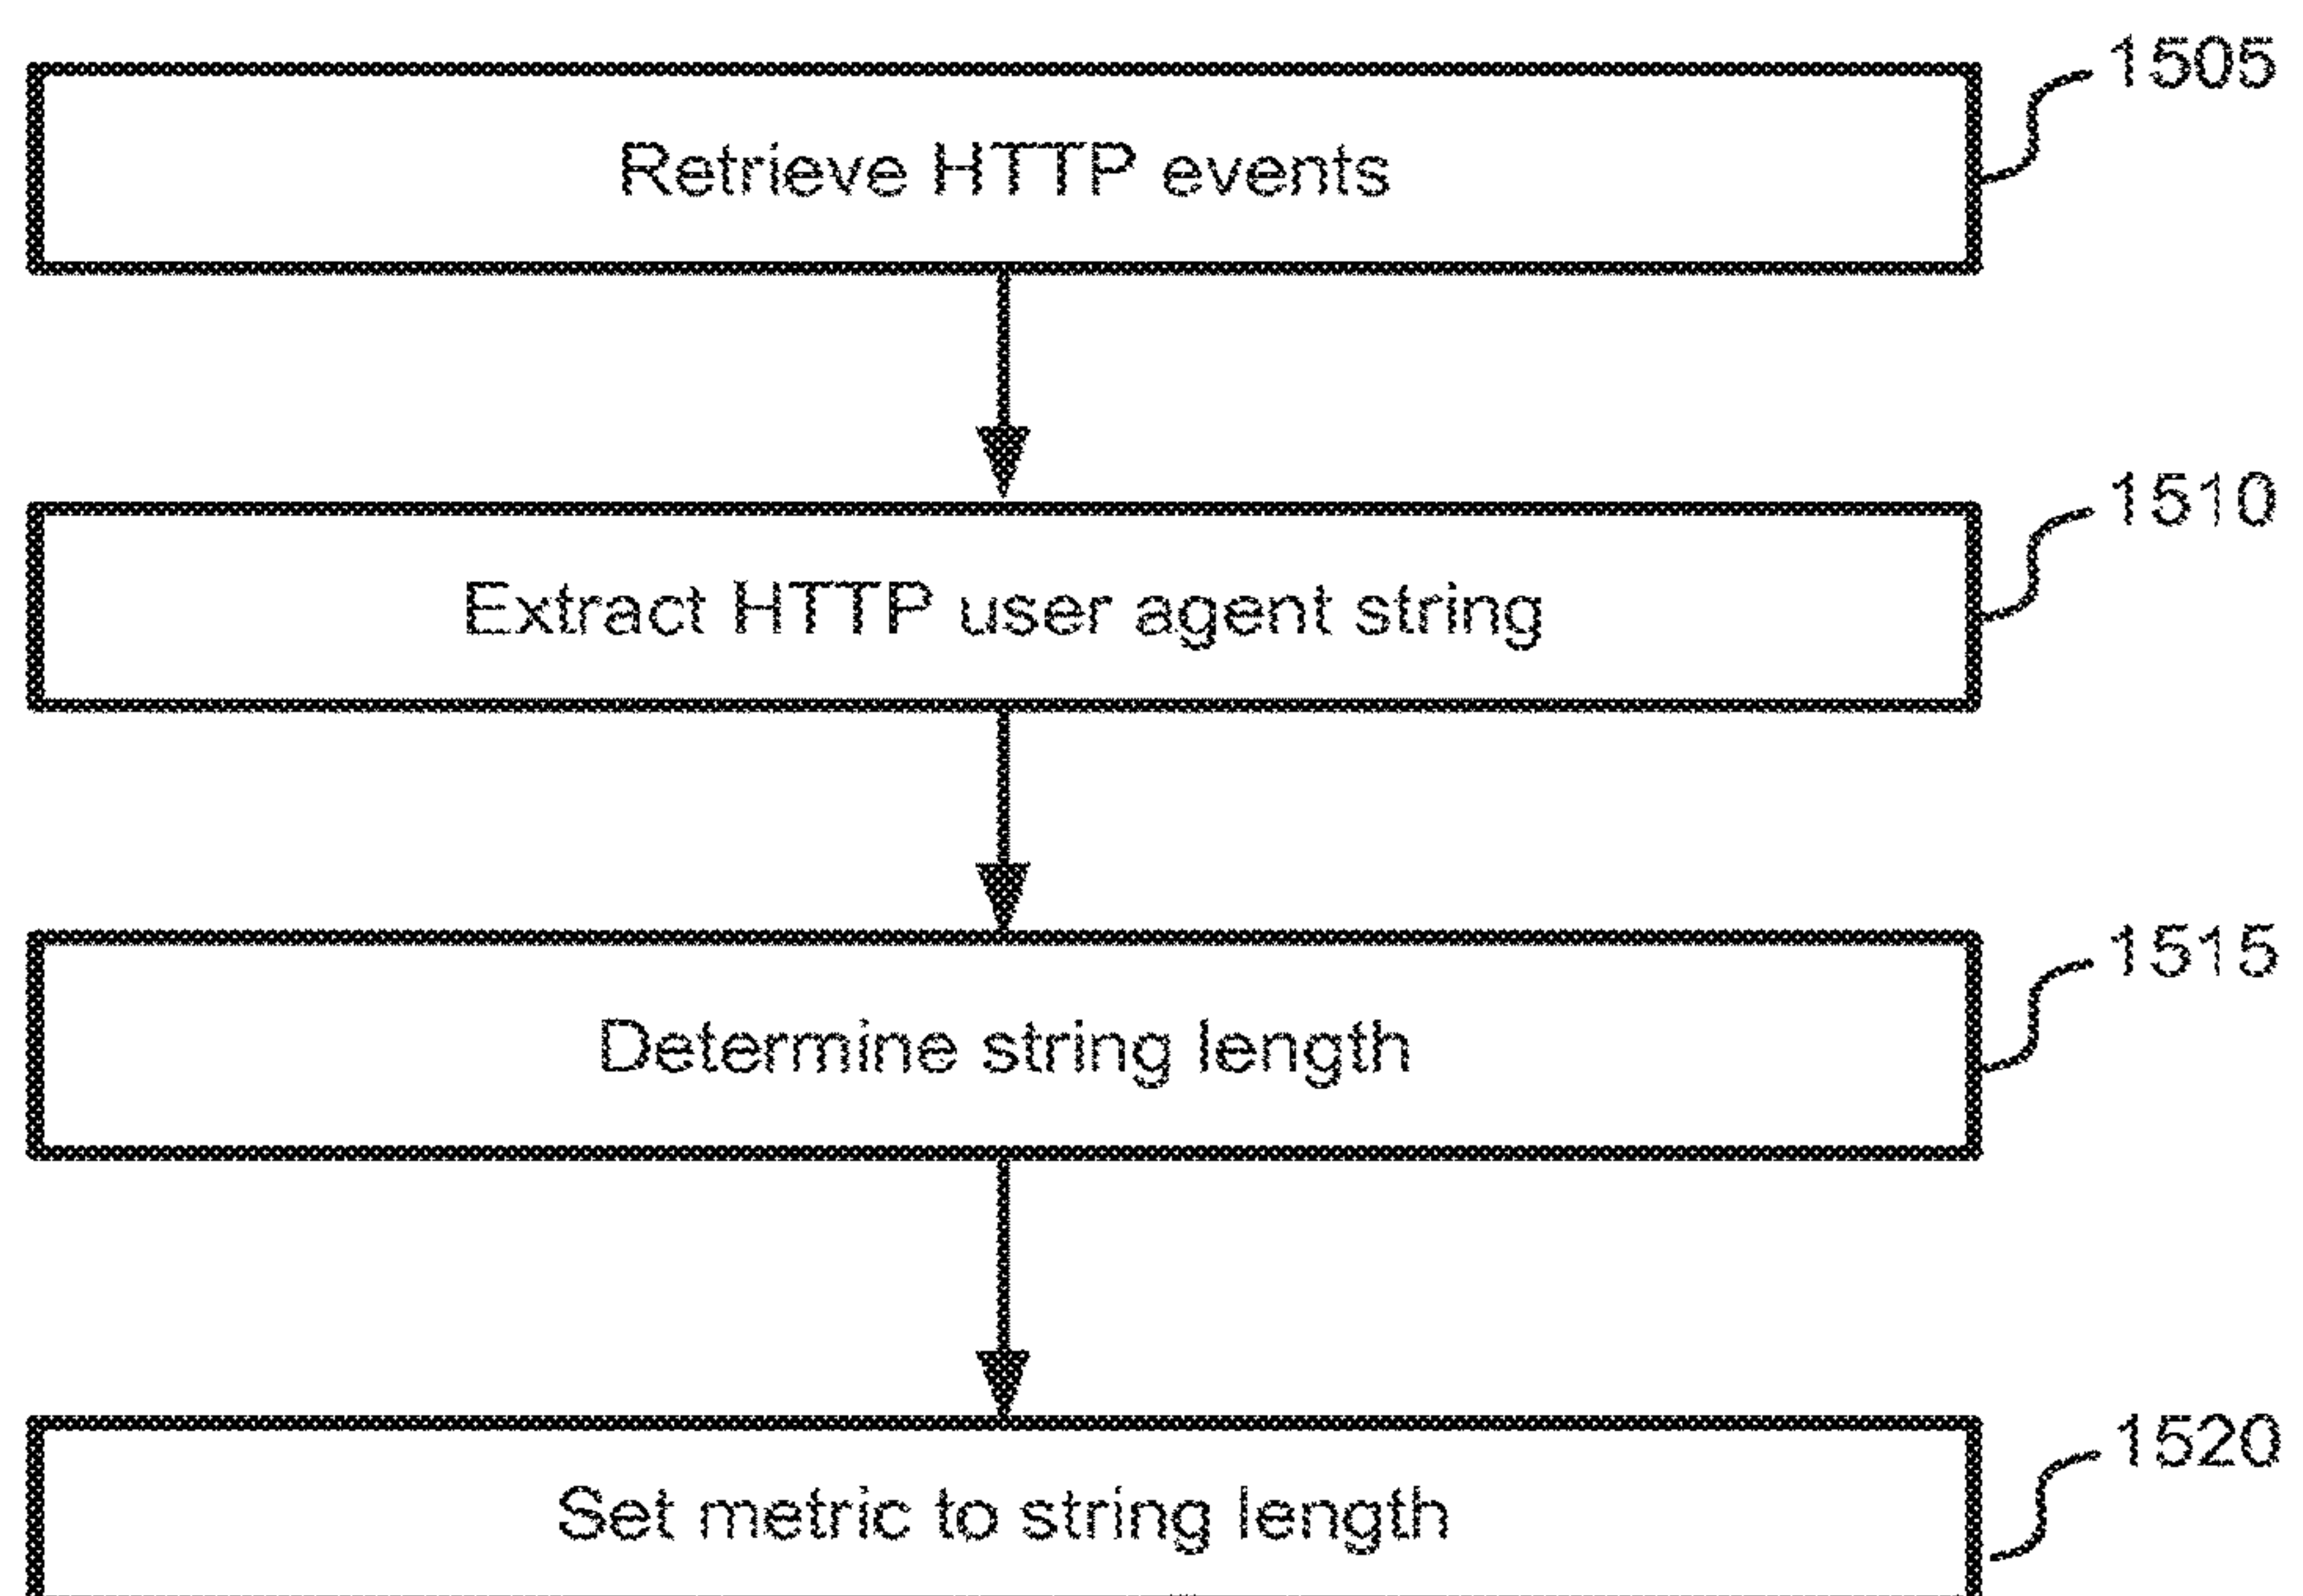 1505
Retrieve HTTP events
1510
Extract HTTP user agent string
1515
Determine string length
1520
Set metric to string length